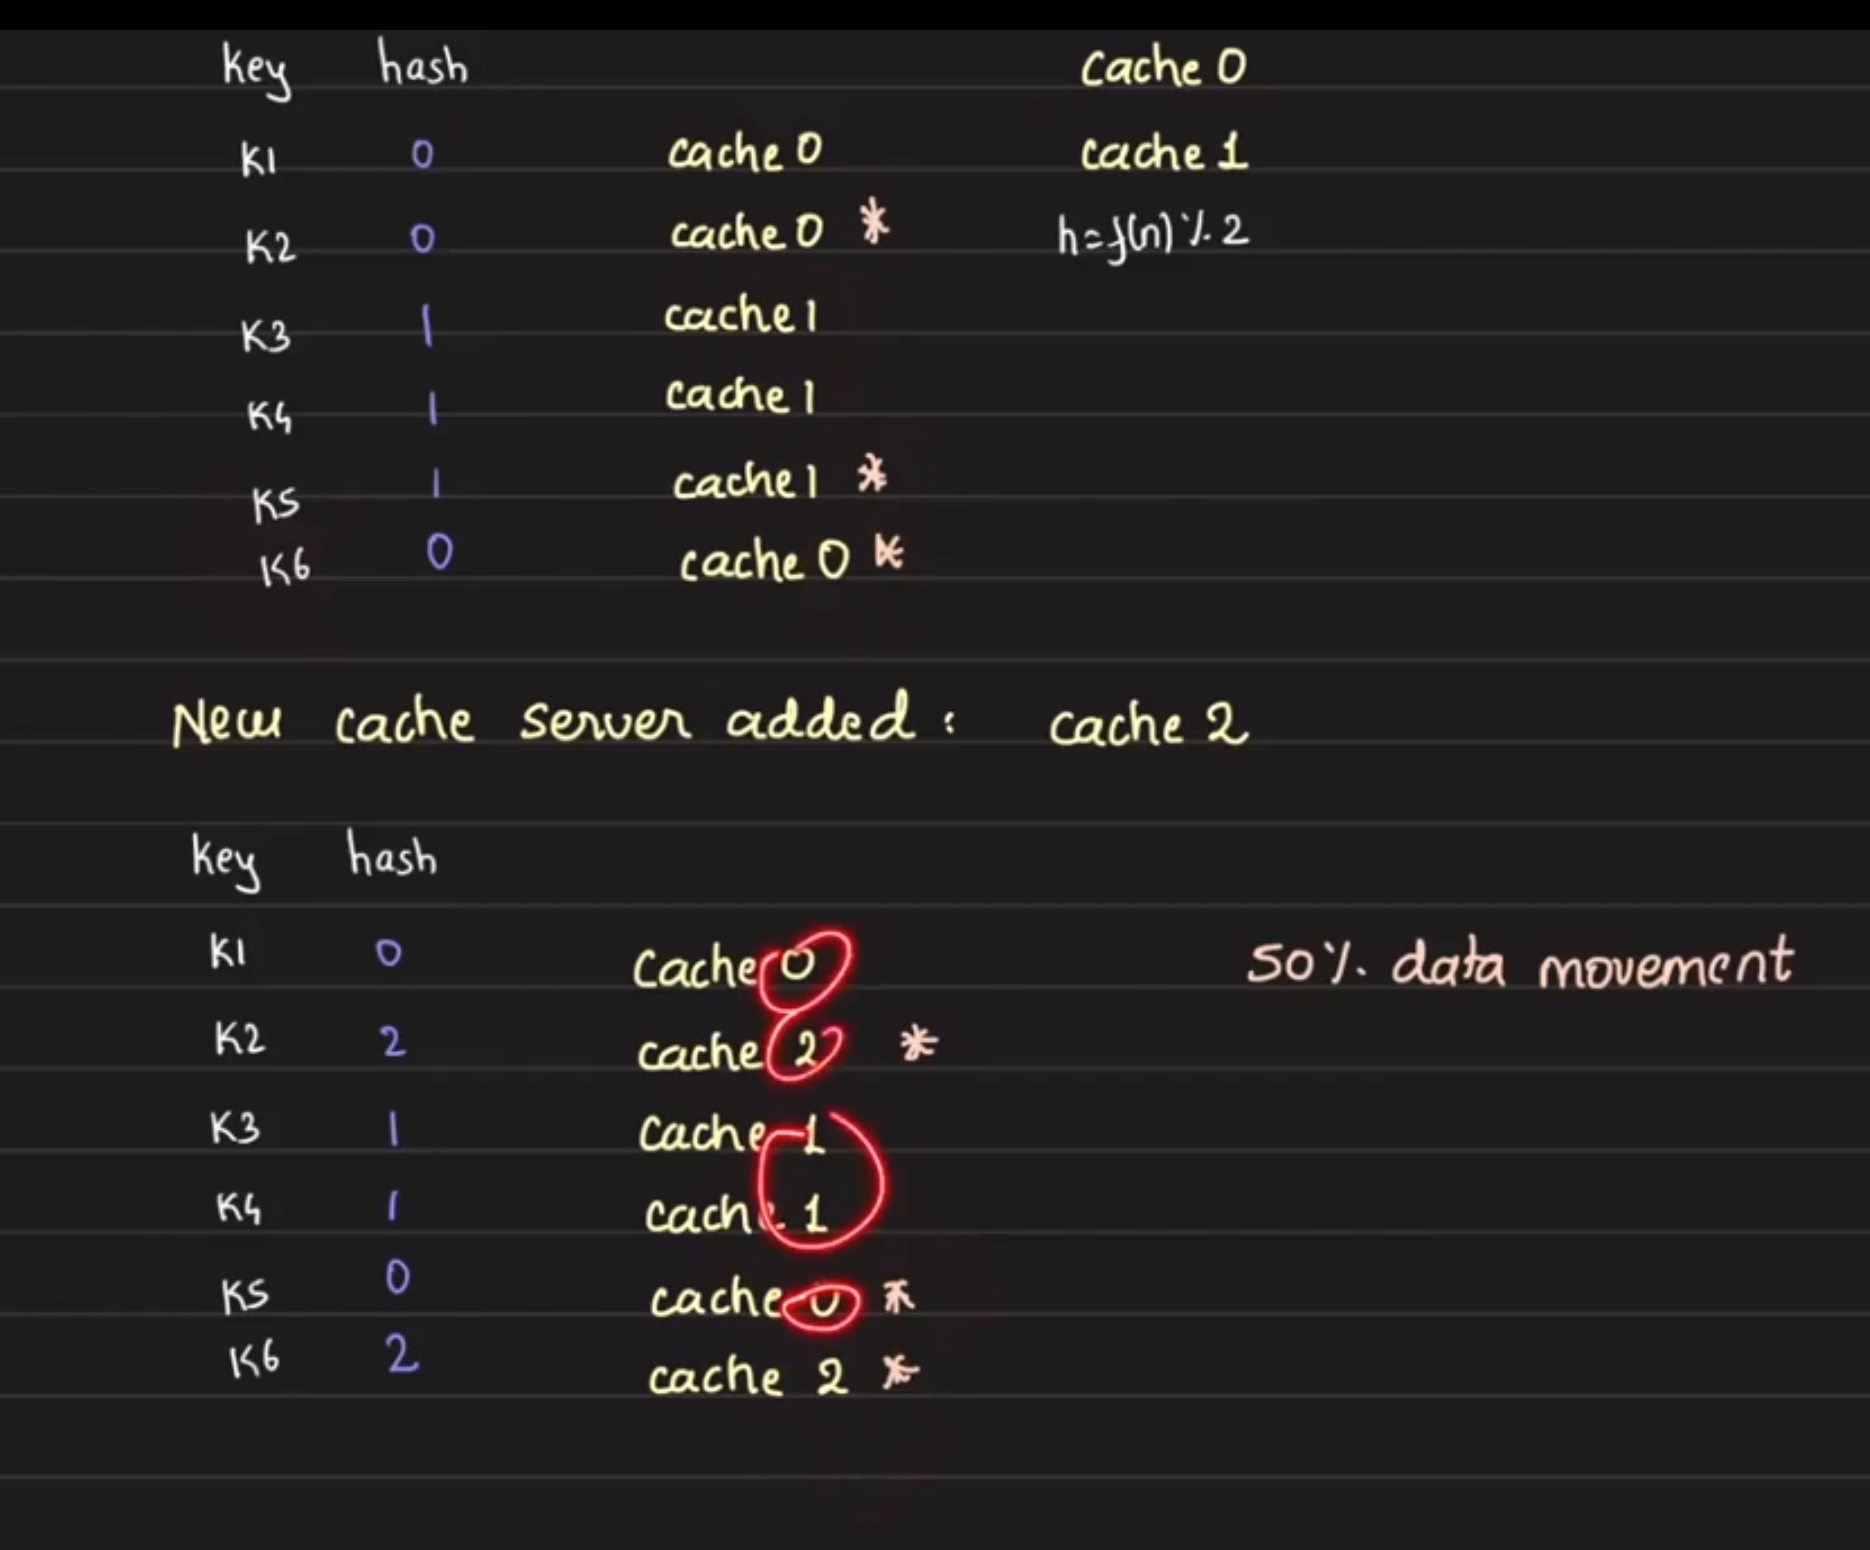 key hash cache 0
K1 0 cache 0 cache 1
K2 0 cache 0 * h=f(n)%2
K3 1 cache 1
K4 1 cache 1
K5 1 cache 1 *
K6 0 cache 0 *
New cache server added: cache 2
key hash
K1 0 cache 0 50% data movement
K2 2 cache 2 *
K3 1 cache 1
K4 1 cache 1
K5 0 cache 0 *
K6 2 cache 2 *